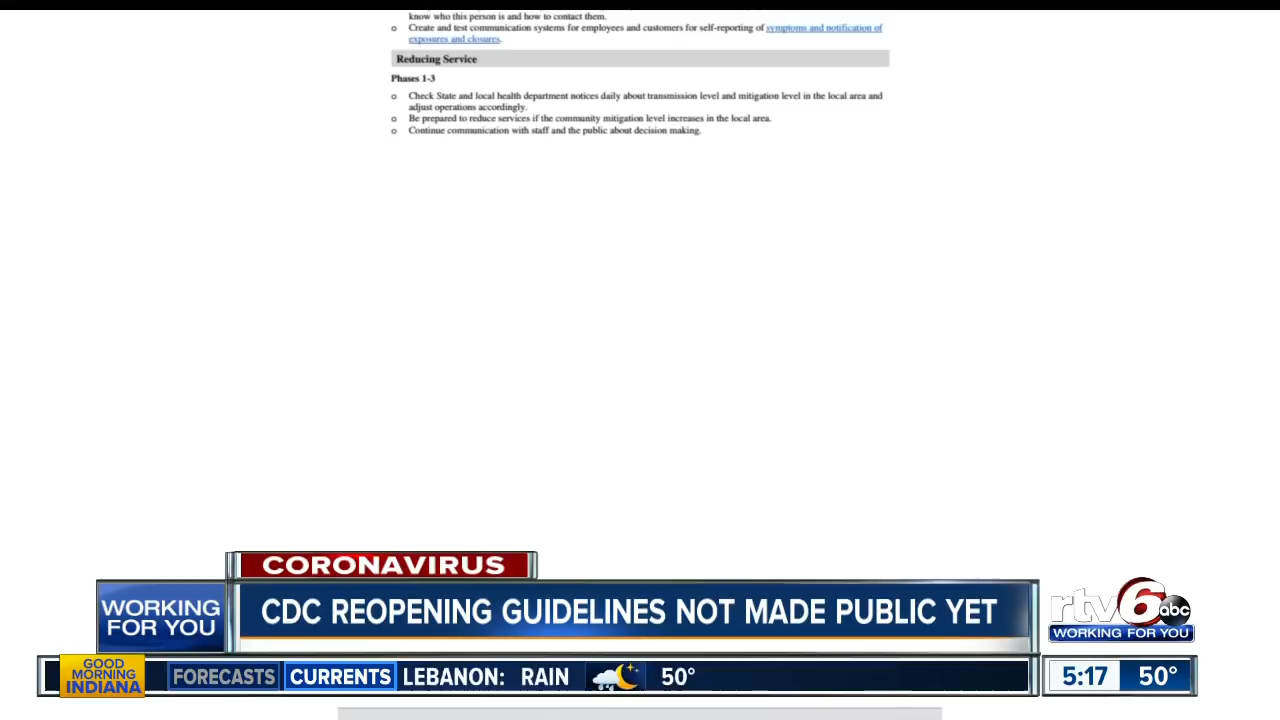 know who this person is and how to contact them.
o Create and test communication systems for employees and customers for self-reporting of symptoms and notification of
exposures and closures.
Reducing Service
Phases 1-3
o Check State and local health department notices daily about transmission level and mitigation level in the local area and
adjust operations accordingly.
o Be prepared to reduce services if the community mitigation level increases in the local area.
o Continue communication with staff and the public about decision making.
CORONAVIRUS
WORKING
FOR YOU
CDC REOPENING GUIDELINES NOT MADE PUBLIC YET
rtv6 abc
WORKING FOR YOU
GOOD
MORNING
INDIANA
FORECASTS CURRENTS LEBANON: RAIN 50°
5:17 50°